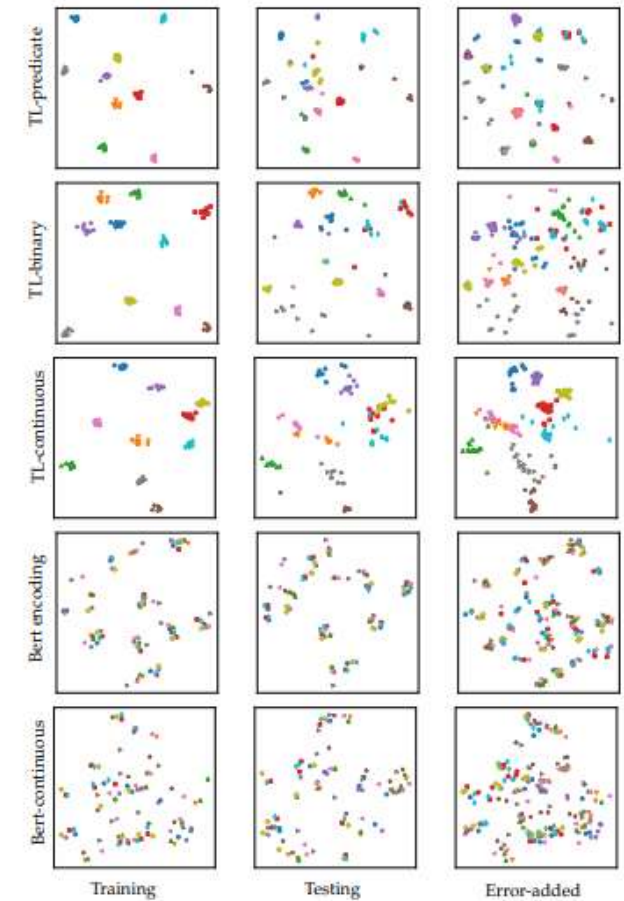 TL-predicate
TL-binary
TL-continuous
Bert encoding
Bert-continuous
Training
Testing
Error-added